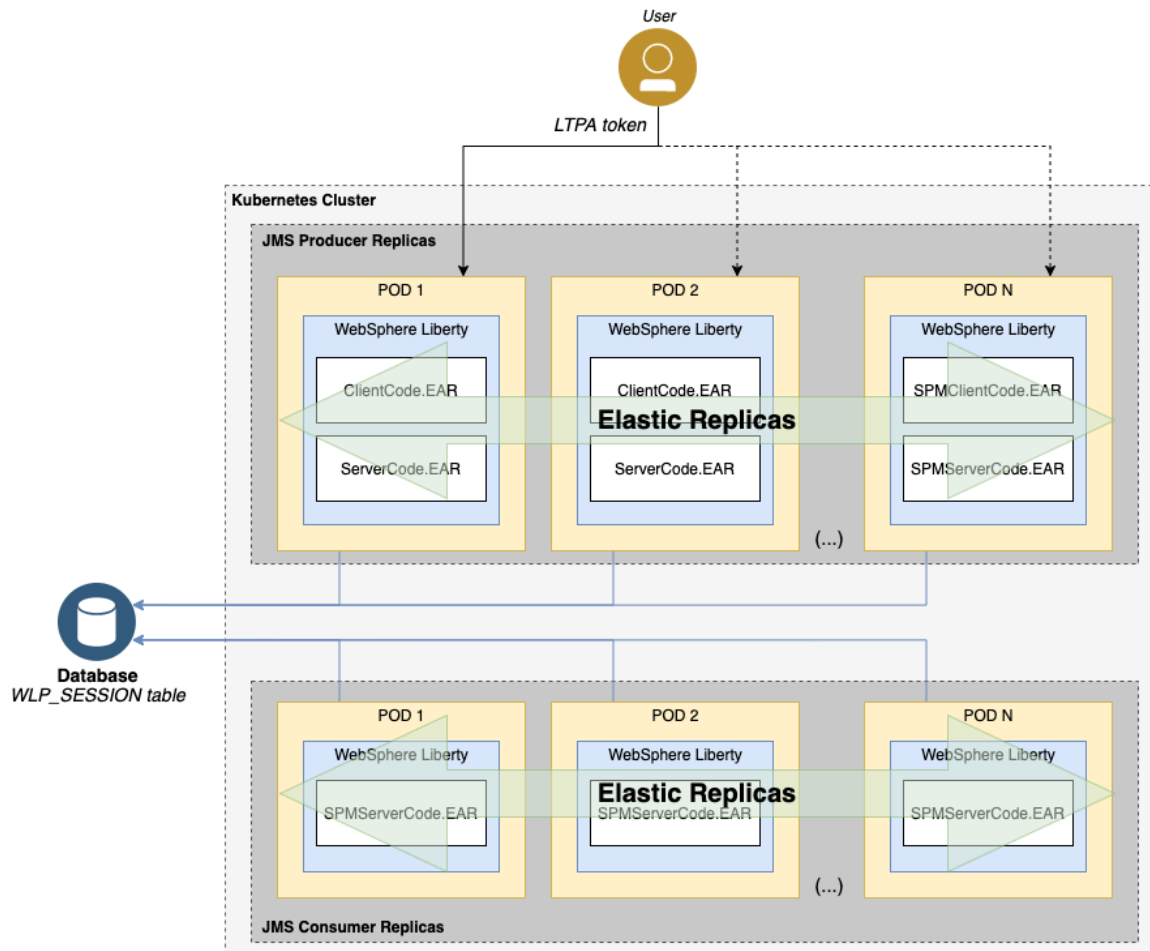 User
LTPA token
Kubernetes Cluster
JMS Producer Replicas
POD 1
WebSphere Liberty
ClientCode.EAR
ServerCode.EAR
POD 2
WebSphere Liberty
ClientCode.EAR
ServerCode.EAR
POD N
WebSphere Liberty
SPMClientCode.EAR
SPMServerCode.EAR
Elastic Replicas
(...)
Database
WLP_SESSION table
POD 1
WebSphere Liberty
SPMServerCode.EAR
POD 2
WebSphere Liberty
SPMServerCode.EAR
POD N
WebSphere Liberty
SPMServerCode.EAR
Elastic Replicas
(...)
JMS Consumer Replicas